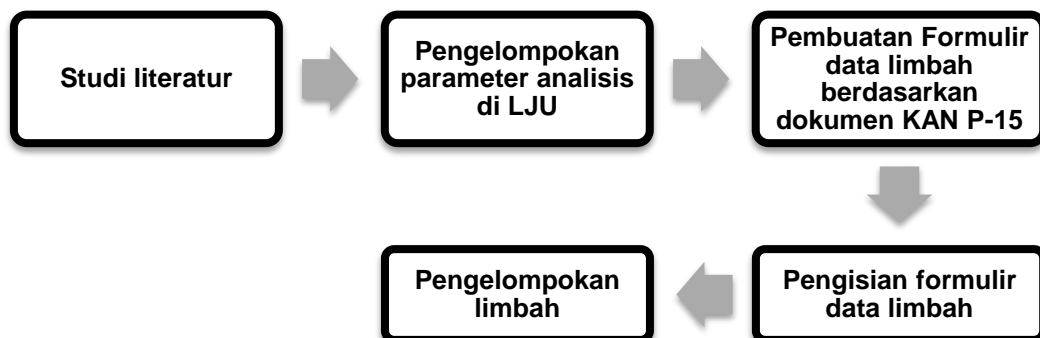 Studi literatur
Pengelompokan
parameter analisis
di LJU
Pembuatan Formulir
data limbah
berdasarkan
dokumen KAN P-15
Pengisian formulir
data limbah
Pengelompokan
limbah